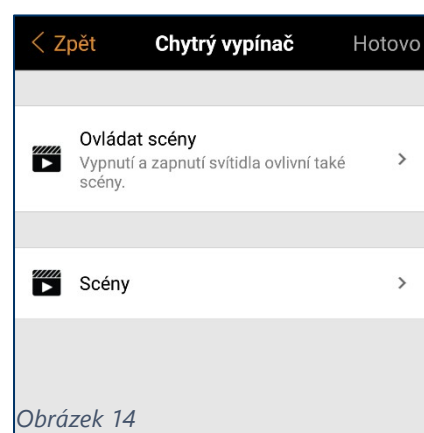 Zpět Chytrý vypínač Hotovo
Ovládat scény
Vypnutí a zapnutí svítidla ovlivní také
scény.
Scény
Obrázek 14